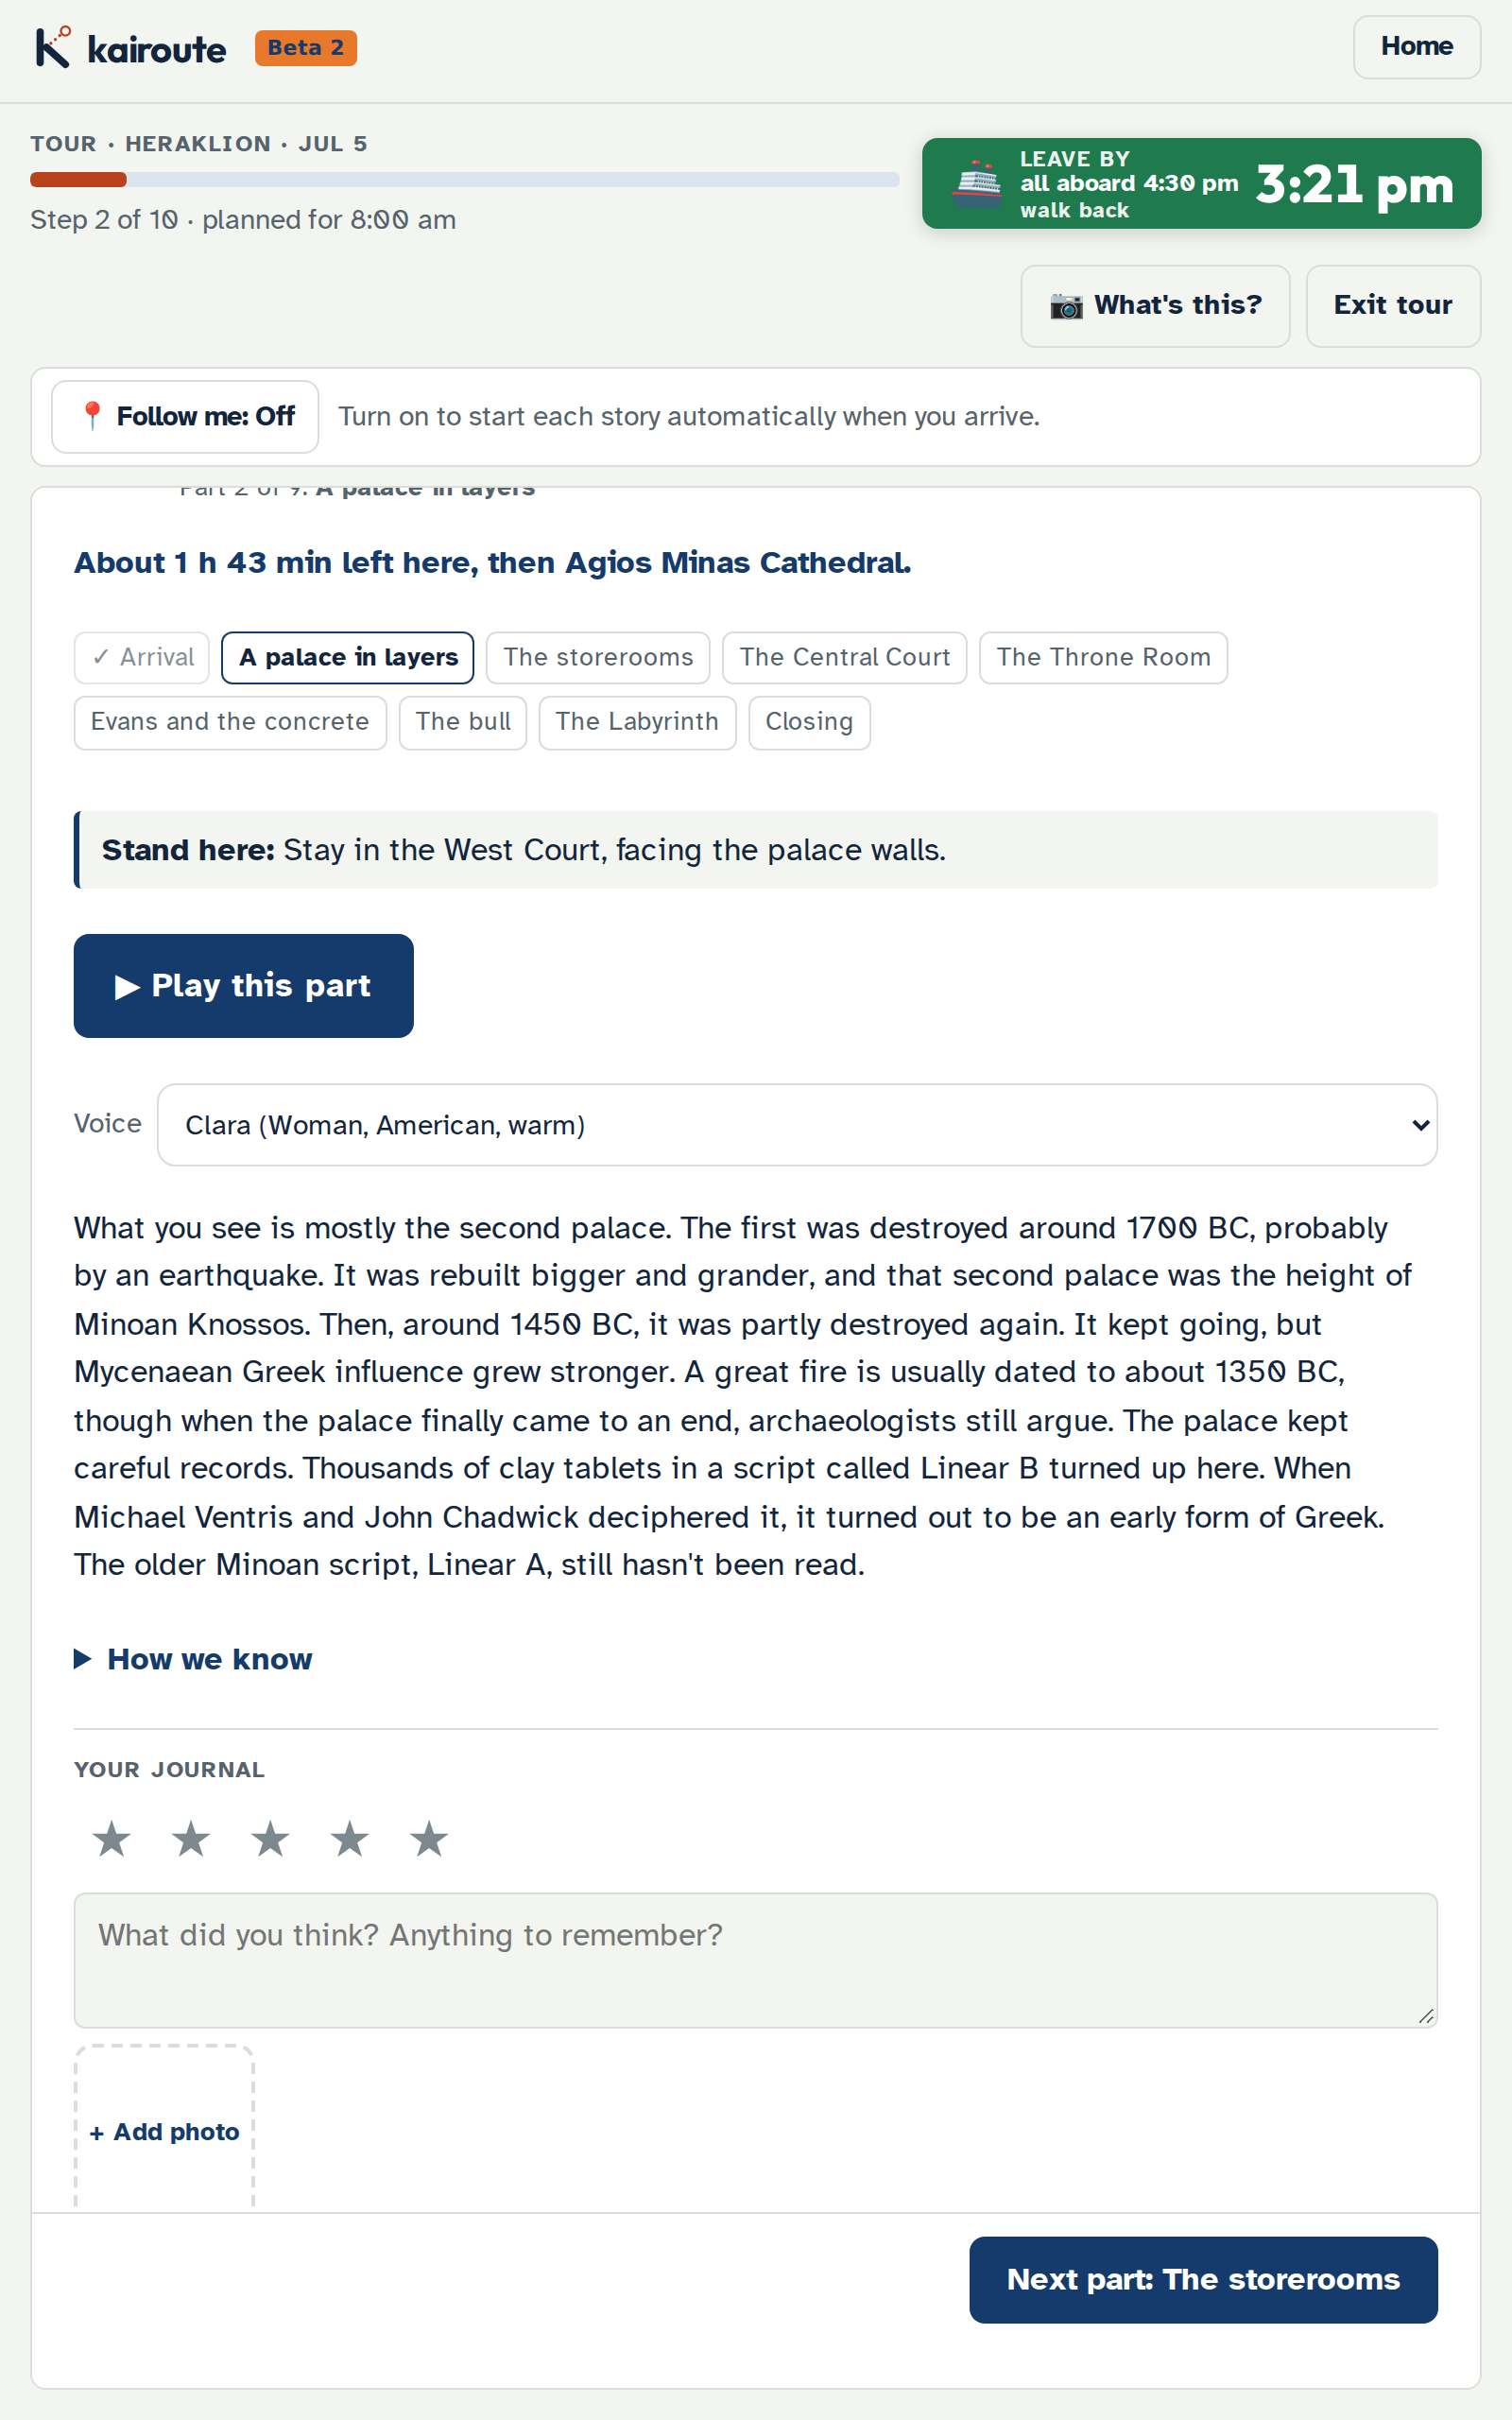 kairoute
Beta 2
Home
TOUR · HERAKLION · JUL 5
Step 2 of 10 · planned for 8:00 am
LEAVE BY
all aboard 4:30 pm
walk back
3:21 pm
What's this?
Exit tour
Follow me: Off
Turn on to start each story automatically when you arrive.
Part 2 of 9. A palace in layers
About 1 h 43 min left here, then Agios Minas Cathedral.
✓ Arrival
A palace in layers
The storerooms
The Central Court
The Throne Room
Evans and the concrete
The bull
The Labyrinth
Closing
Stand here: Stay in the West Court, facing the palace walls.
▶ Play this part
Voice
Clara (Woman, American, warm)
What you see is mostly the second palace. The first was destroyed around 1700 BC, probably
by an earthquake. It was rebuilt bigger and grander, and that second palace was the height of
Minoan Knossos. Then, around 1450 BC, it was partly destroyed again. It kept going, but
Mycenaean Greek influence grew stronger. A great fire is usually dated to about 1350 BC,
though when the palace finally came to an end, archaeologists still argue. The palace kept
careful records. Thousands of clay tablets in a script called Linear B turned up here. When
Michael Ventris and John Chadwick deciphered it, it turned out to be an early form of Greek.
The older Minoan script, Linear A, still hasn't been read.
How we know
YOUR JOURNAL
★ ★ ★ ★ ★
What did you think? Anything to remember?
+ Add photo
Next part: The storerooms